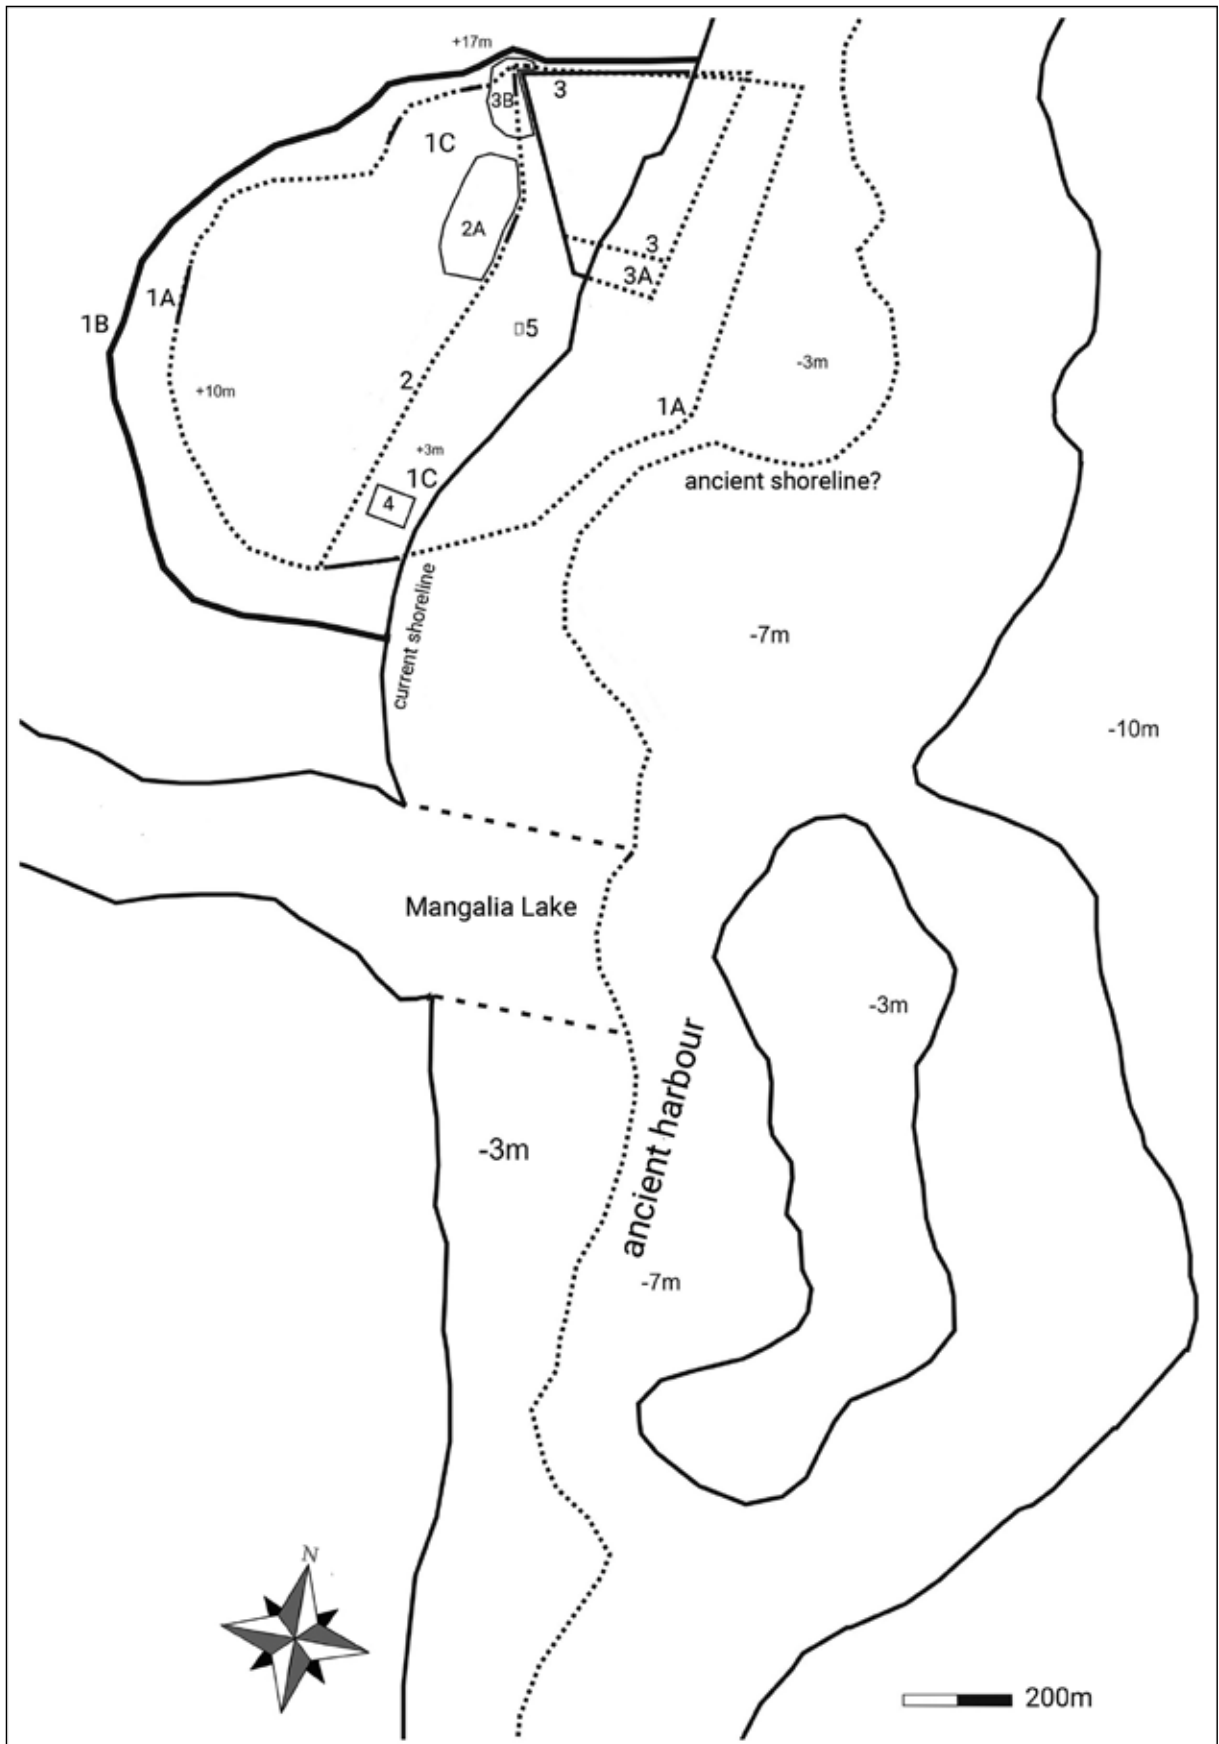 +17m
3
3B
1C
2A
3
3A
1A
1B
5
-3m
2
+10m
1A
+3m
1C
ancient shoreline?
4
current shoreline
-7m
-10m
Mangalia Lake
-3m
ancient harbour
-3m
-7m
N
200m